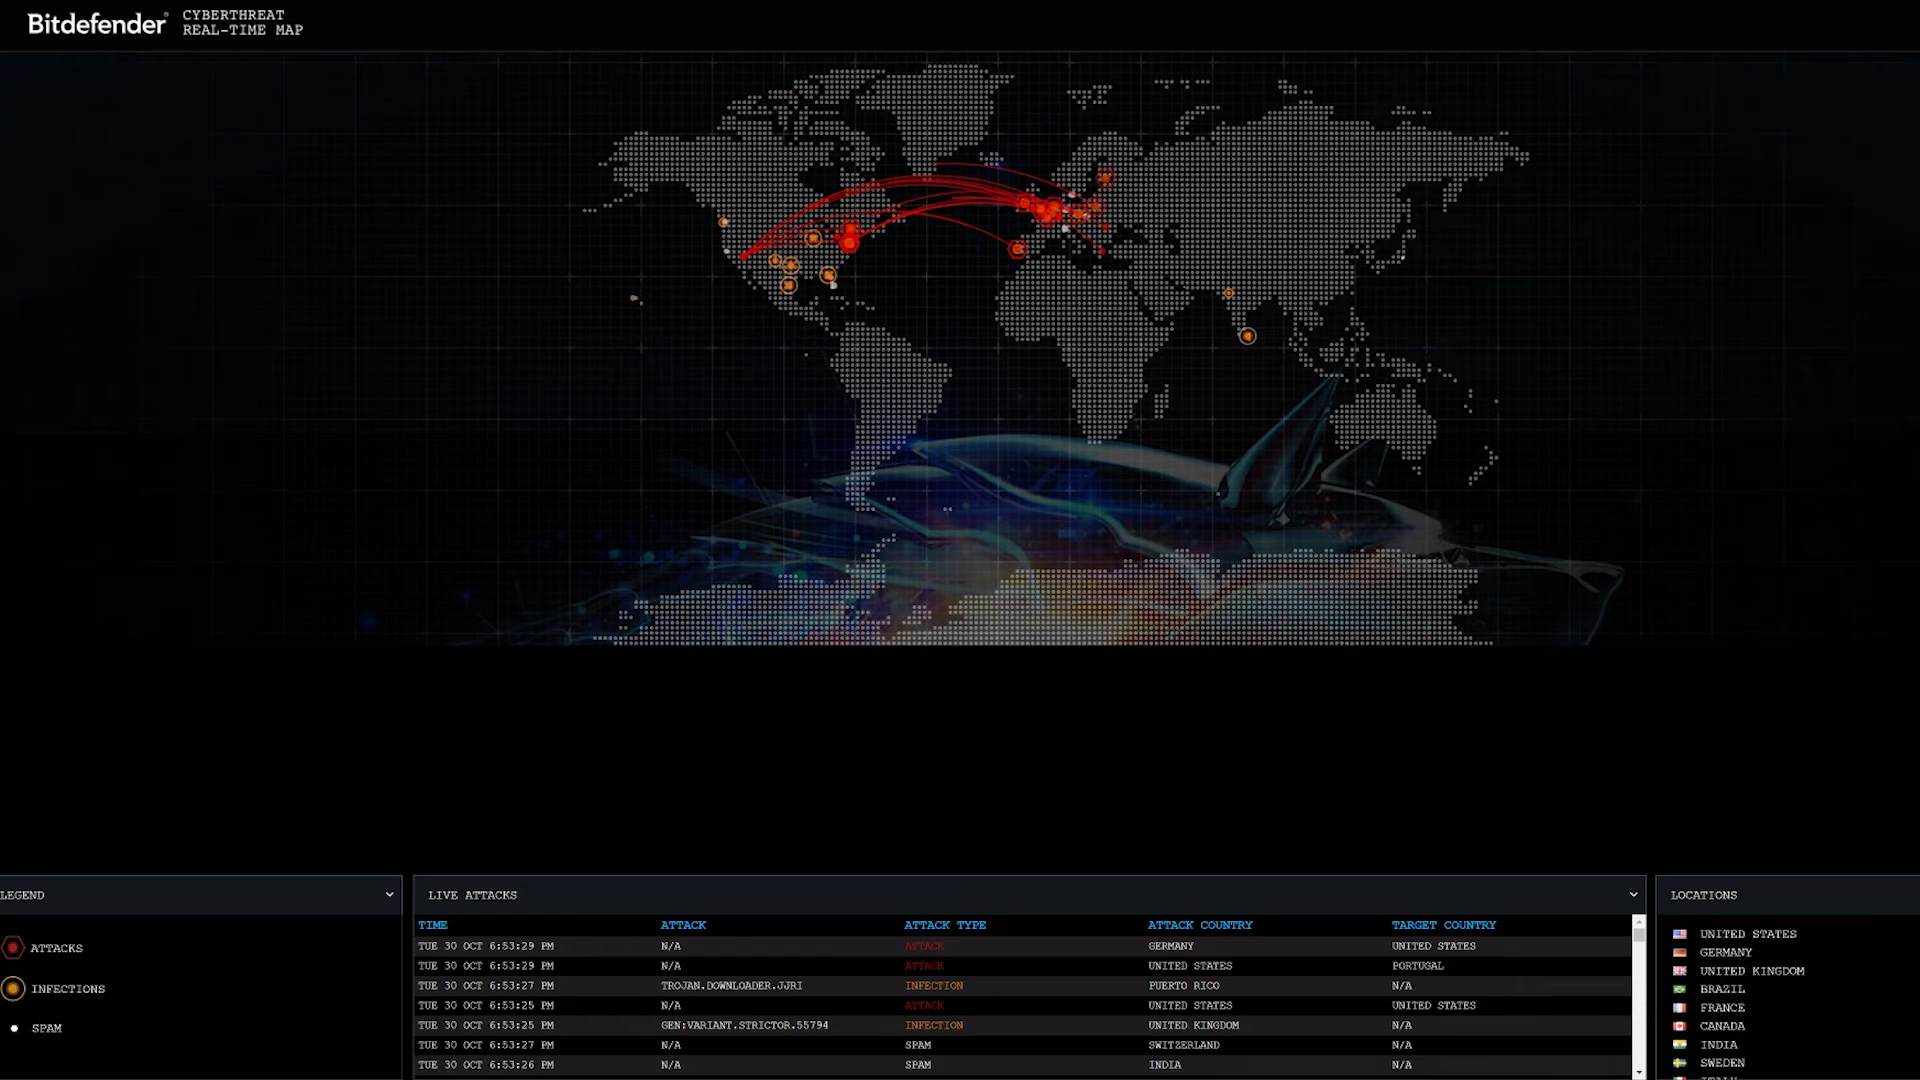 Bitdefender
CYBERTHREAT
REAL-TIME MAP
LEGEND
ATTACKS
INFECTIONS
SPAM
LIVE ATTACKS
TIME ATTACK ATTACK TYPE ATTACK COUNTRY TARGET COUNTRY
TUE 30 OCT 6:53:29 PM N/A ATTACK GERMANY UNITED STATES
TUE 30 OCT 6:53:29 PM N/A ATTACK UNITED STATES PORTUGAL
TUE 30 OCT 6:53:27 PM TROJAN.DOWNLOADER.JJRI INFECTION PUERTO RICO N/A
TUE 30 OCT 6:53:25 PM N/A ATTACK UNITED STATES UNITED STATES
TUE 30 OCT 6:53:25 PM GEN:VARIANT.STRICTOR.55794 INFECTION UNITED KINGDOM N/A
TUE 30 OCT 6:53:27 PM N/A SPAM SWITZERLAND N/A
TUE 30 OCT 6:53:26 PM N/A SPAM INDIA N/A
LOCATIONS
UNITED STATES
GERMANY
UNITED KINGDOM
BRAZIL
FRANCE
CANADA
INDIA
SWEDEN